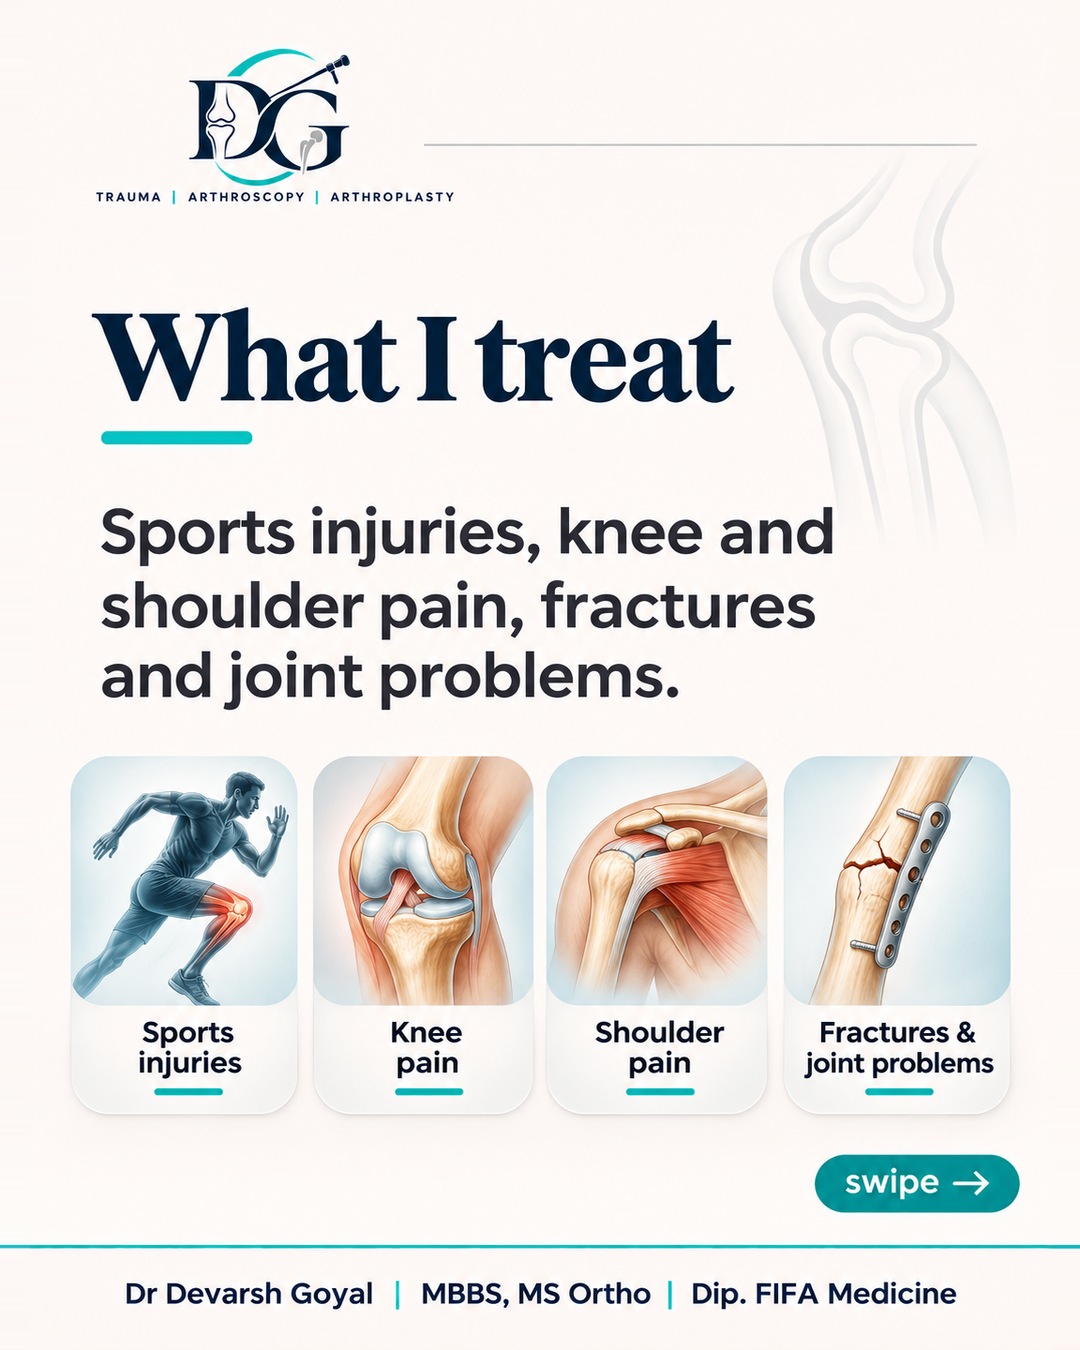 DG
TRAUMA | ARTHROSCOPY | ARTHROPLASTY
What I treat
Sports injuries, knee and
shoulder pain, fractures
and joint problems.
Sports
injuries
Knee
pain
Shoulder
pain
Fractures &
joint problems
swipe →
Dr Devarsh Goyal | MBBS, MS Ortho | Dip. FIFA Medicine